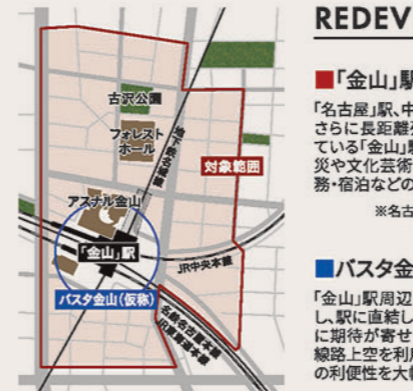 古沢公園
フォレスト
ホール
地下鉄名城線
対象範囲
アスナル金山
「金山」駅
JR中央本線
バスタ金山(仮称)
名鉄名古屋本線
JR東海道本線
REDEV
■「金山」駅
「名古屋」駅、中
さらに長距離
ている「金山」駅
災や文化芸術
務・宿泊などの
※名古
■バスタ金
「金山」駅周辺
し、駅に直結し
に期待が寄せ
線路上空を利用
の利便性を大